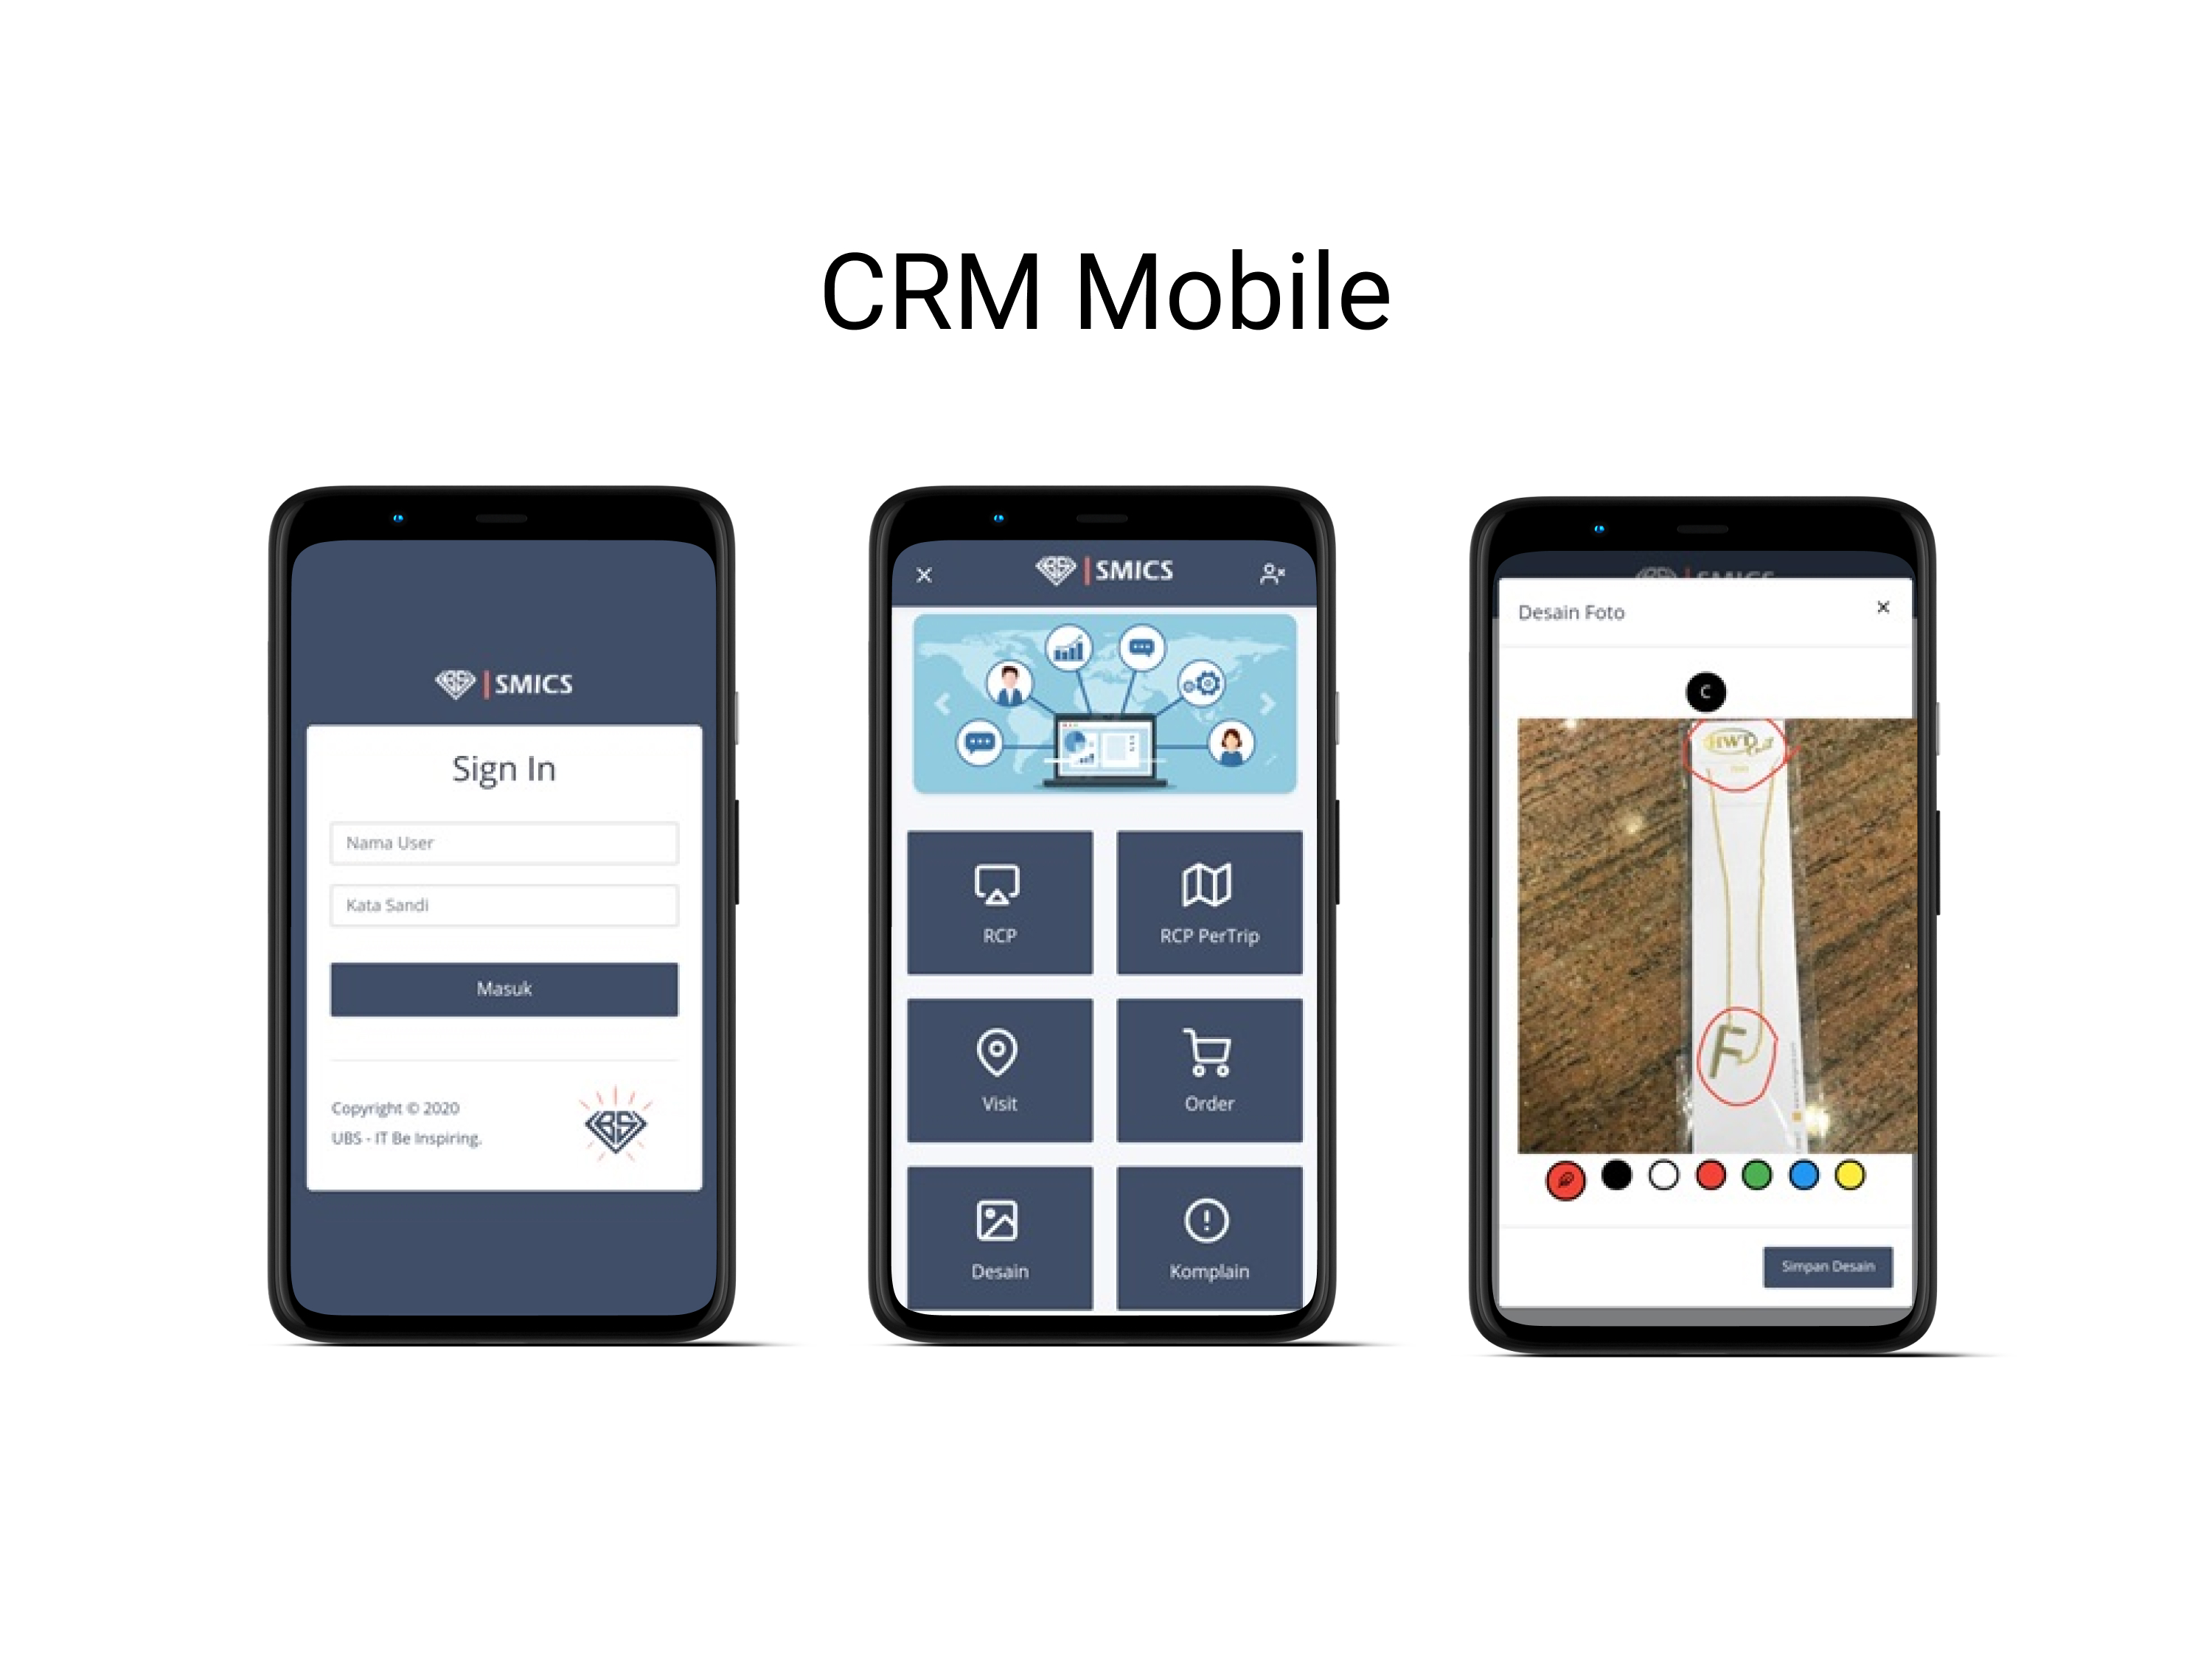 CRM Mobile
SMICS
Sign In
Nama User
Kata Sandi
Masuk
Copyright © 2020
UBS - IT Be Inspiring.
SMICS
RCP
RCP PerTrip
Visit
Order
Desain
Komplain
SMICS
Desain Foto
C
HWT
F
Simpan Desain